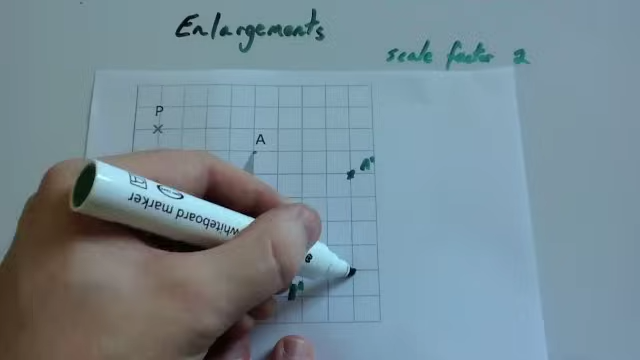 Enlargements
scale factor 2
P
A
A"
whiteboard marker
B"